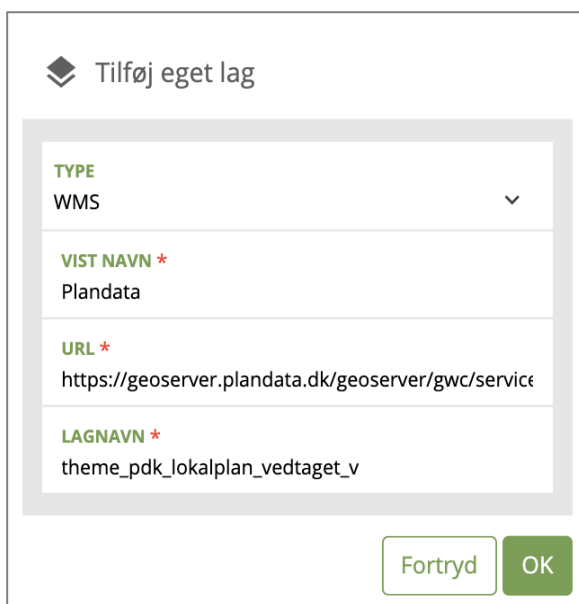 Tilføj eget lag
TYPE
WMS
VIST NAVN *
Plandata
URL *
https://geoserver.plandata.dk/geoserver/gwc/service
LAGNAVN *
theme_pdk_lokalplan_vedtaget_v
Fortryd OK